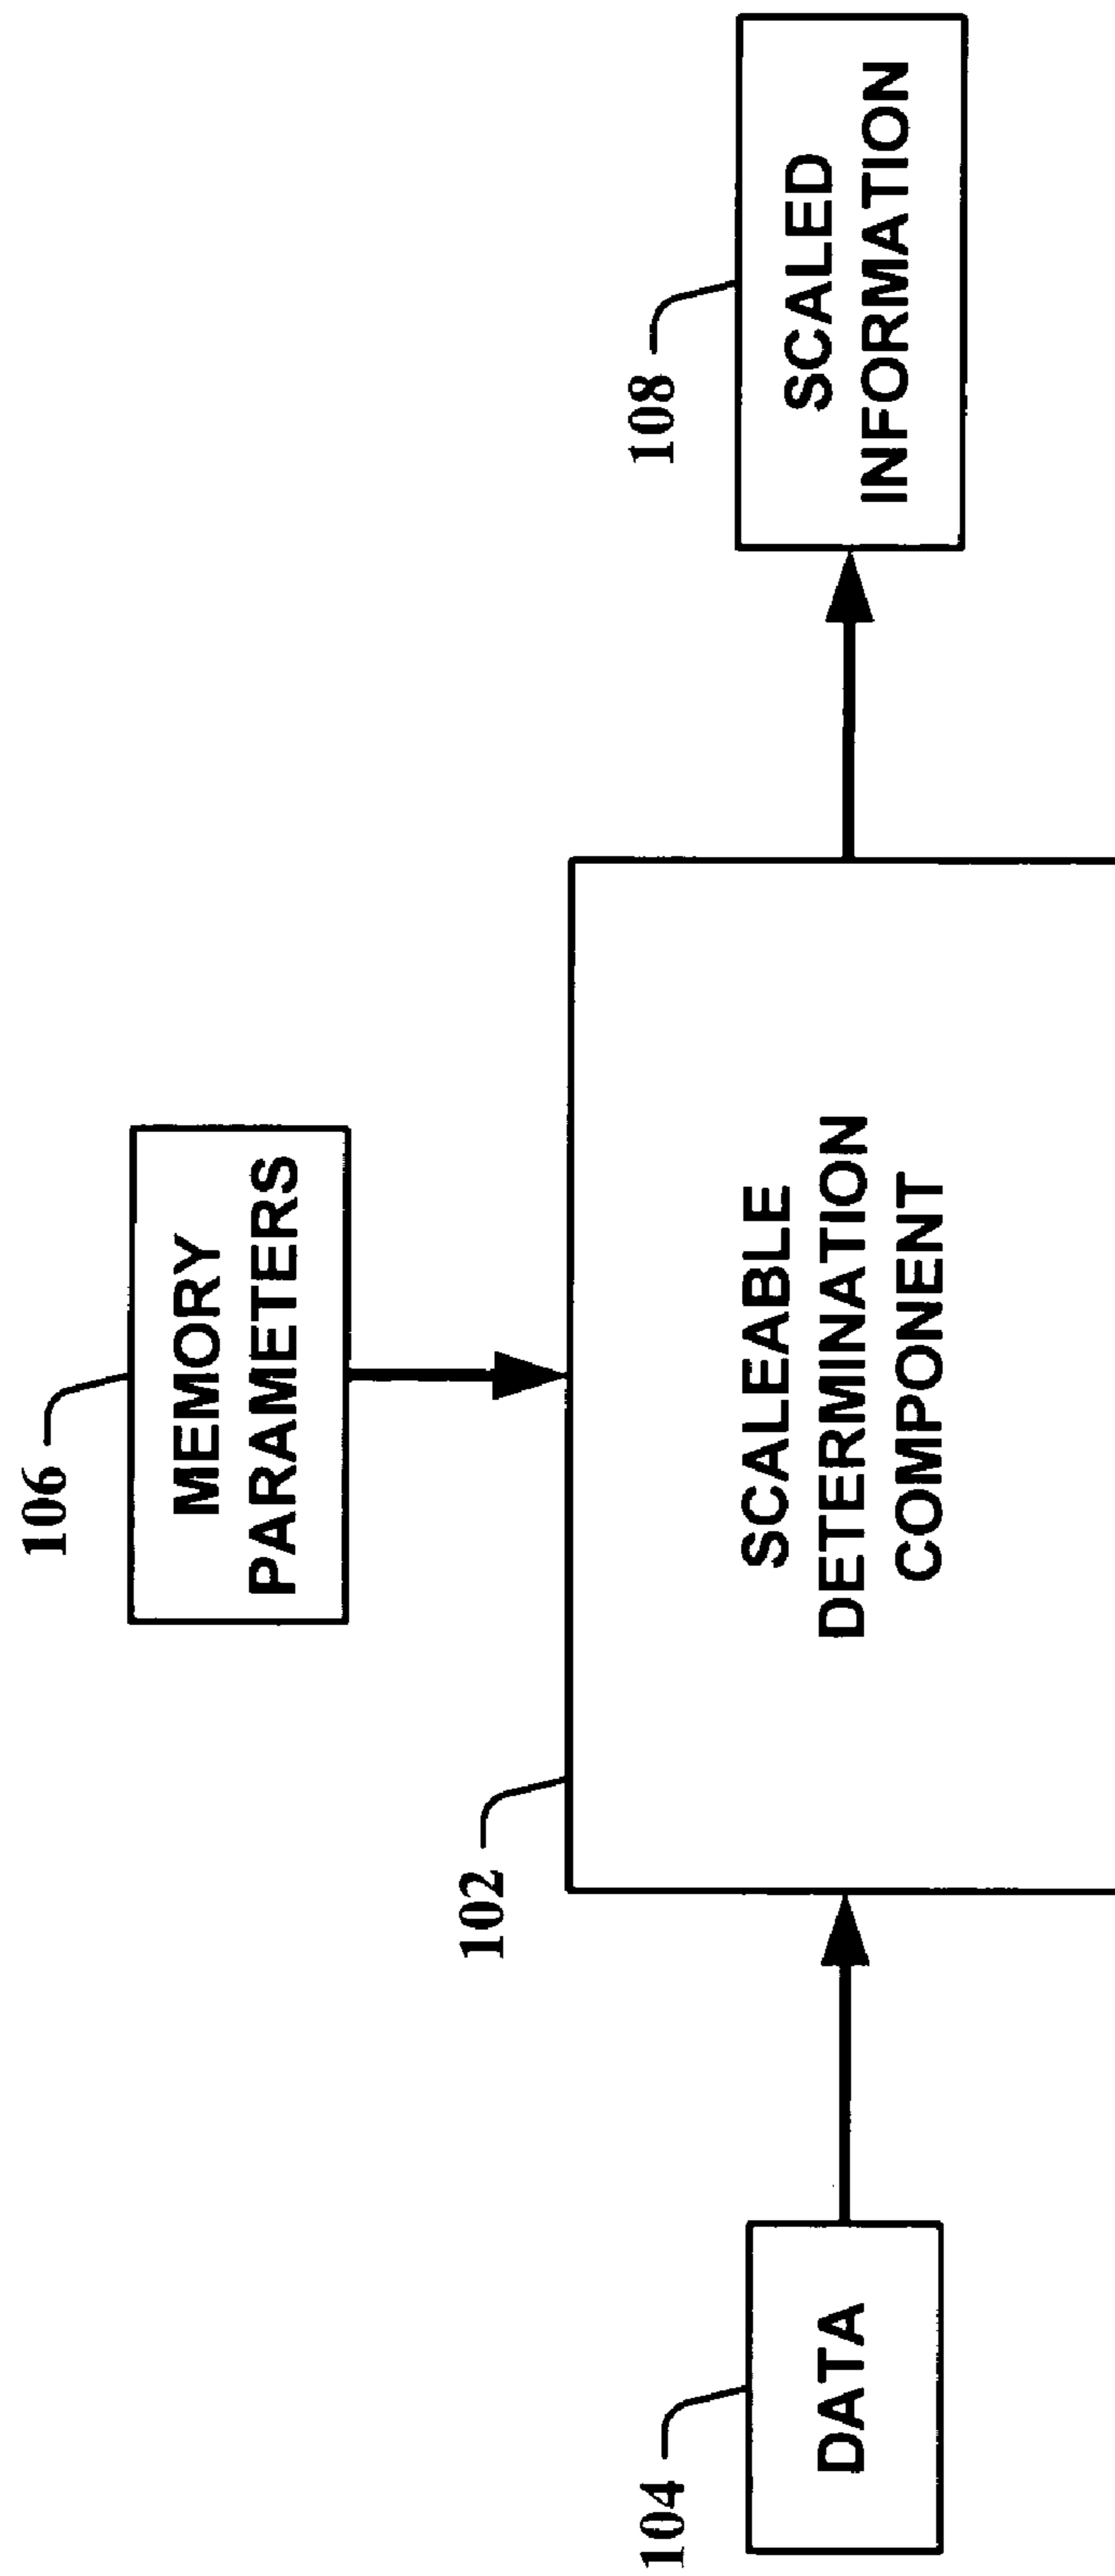 106
MEMORY
PARAMETERS
102
SCALEABLE
DETERMINATION
COMPONENT
104
DATA
108
SCALED
INFORMATION